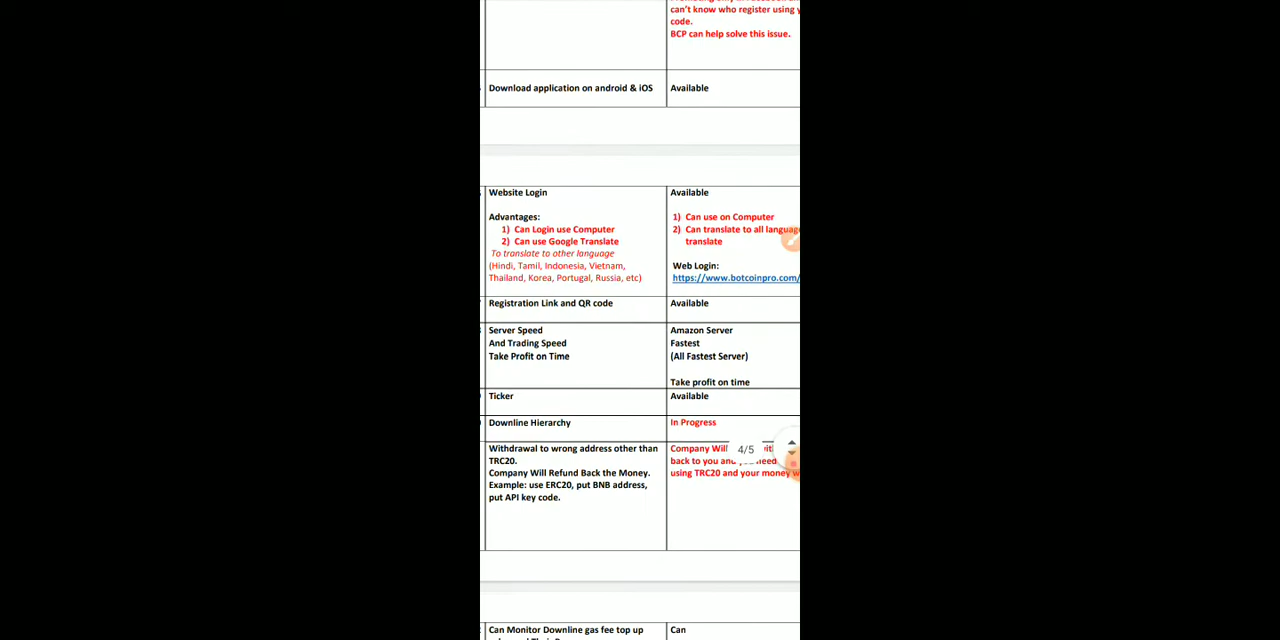 can't know who register using
code.
BCP can help solve this issue.
Download application on android & iOS
Available
Website Login
Advantages:
1) Can Login use Computer
2) Can use Google Translate
To translate to other language
(Hindi, Tamil, Indonesia, Vietnam,
Thailand, Korea, Portugal, Russia, etc)
Available
1) Can use on Computer
2) Can translate to all language
translate
Web Login:
https://www.botcoinpro.com/
Registration Link and QR code
Available
Server Speed
And Trading Speed
Take Profit on Time
Amazon Server
Fastest
(All Fastest Server)
Take profit on time
Ticker
Available
Downline Hierarchy
In Progress
Withdrawal to wrong address other than
TRC20.
Company Will Refund Back the Money.
Example: use ERC20, put BNB address,
put API key code.
Company Will
back to you and need
using TRC20 and your money
4/5
Can Monitor Downline gas fee top up
Can